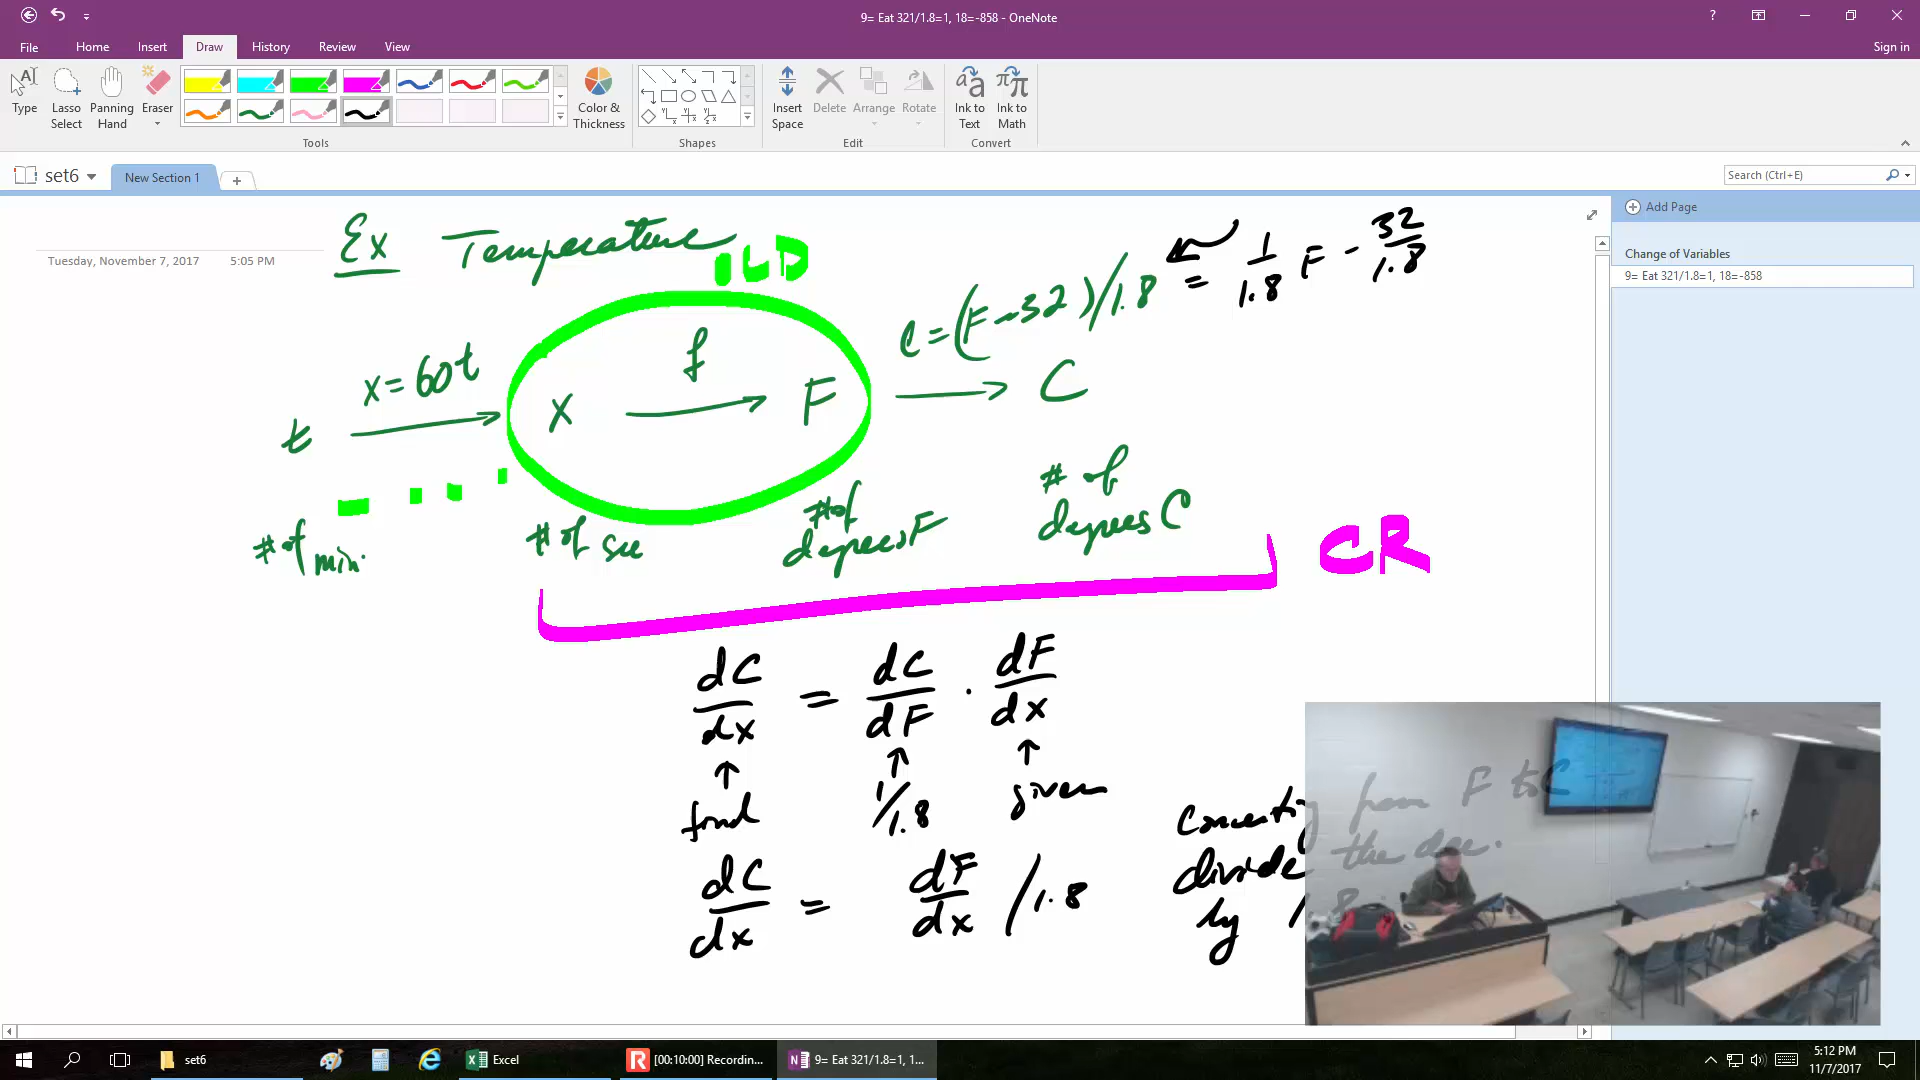 9= Eat 321/1.8=1, 18=-858 - OneNote
?
File Home Insert Draw History Review View
Sign in
Type
Lasso Select
Panning Hand
Eraser
Color & Thickness
Insert Space
Delete
Arrange
Rotate
Ink to Text
Ink to Math
Tools
Shapes
Edit
Convert
set6
New Section 1
Search (Ctrl+E)
Add Page
Change of Variables
9= Eat 321/1.8=1, 18=-858
Tuesday, November 7, 2017 5:05 PM
Ex Temperature
OLD
C = (F-32)/1.8 = 1/1.8 F - 32/1.8
x = 60t
f
t x F C
# of min.
# of sec
# of degrees F
# of degrees C
CR
dC/dx = dC/dF · dF/dx
↑ ↑ ↑
find 1/1.8 given
dC/dx = dF/dx /1.8
Converting from F to C
divide the
by 1.8
set6
Excel
[00:10:00] Recordin...
9= Eat 321/1.8=1, 1...
5:12 PM
11/7/2017